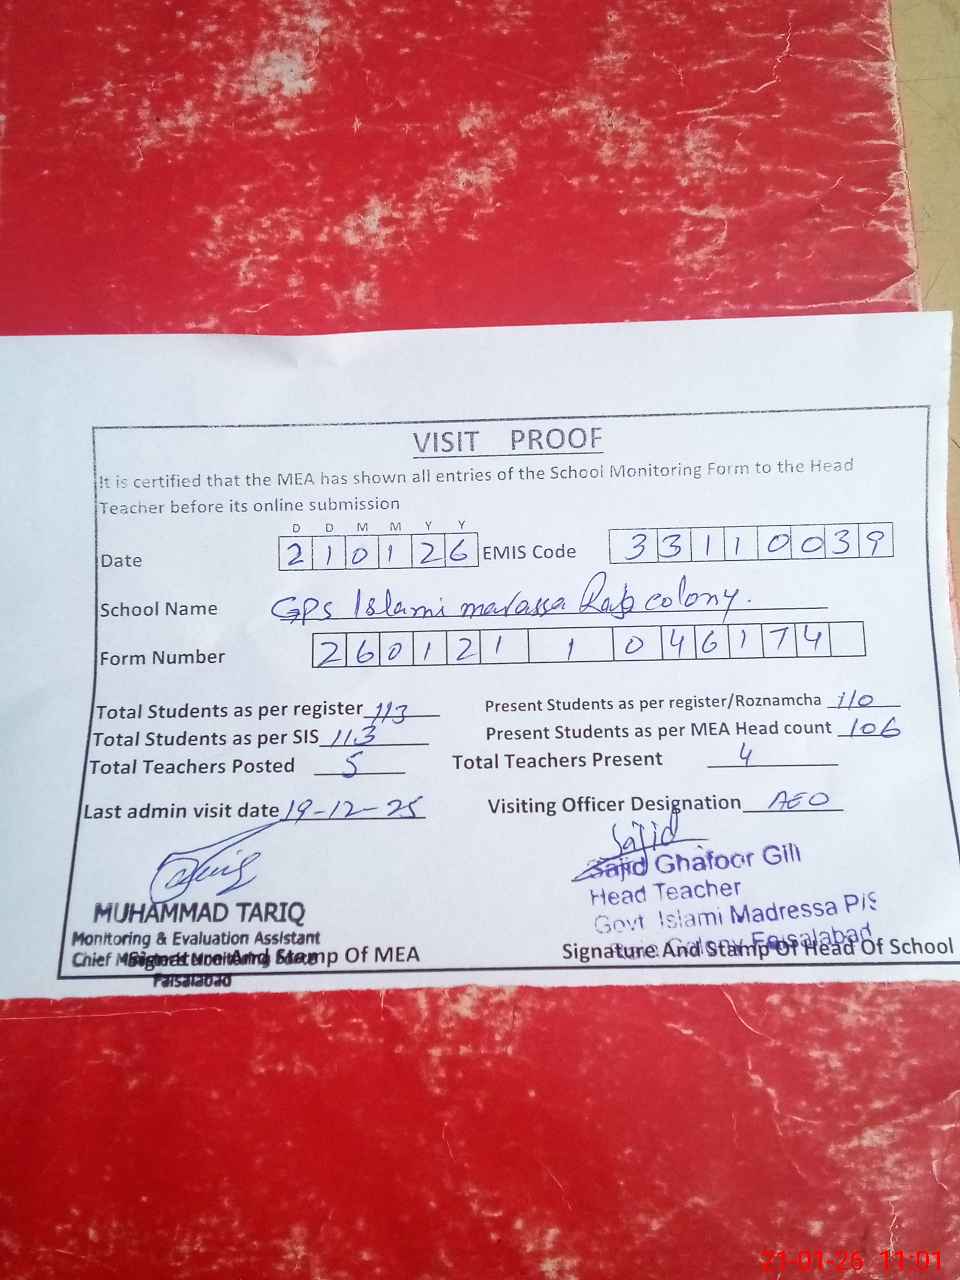 VISIT PROOF
It is certified that the MEA has shown all entries of the School Monitoring Form to the Head
Teacher before its online submission
D D M M Y Y
Date 2 1 0 1 2 6 EMIS Code 3 3 1 1 0 0 3 9
School Name GPS Islami marassa Rajb colony.
Form Number 2 6 0 1 2 1 1 0 4 6 1 7 4
Total Students as per register 113 Present Students as per register/Roznamcha 110
Total Students as per SIS 113 Present Students as per MEA Head count 106
Total Teachers Posted 5 Total Teachers Present 4
Last admin visit date 19-12-25 Visiting Officer Designation AEO
Sajid
Sajid Ghafoor Gill
Head Teacher
Govt Islami Madressa P/S
Colony Faisalabad
MUHAMMAD TARIQ
Monitoring & Evaluation Assistant
Chief
Signature And Stamp Of MEA Signature And Stamp Of Head Of School
Faisalabad
21-01-26 11:01